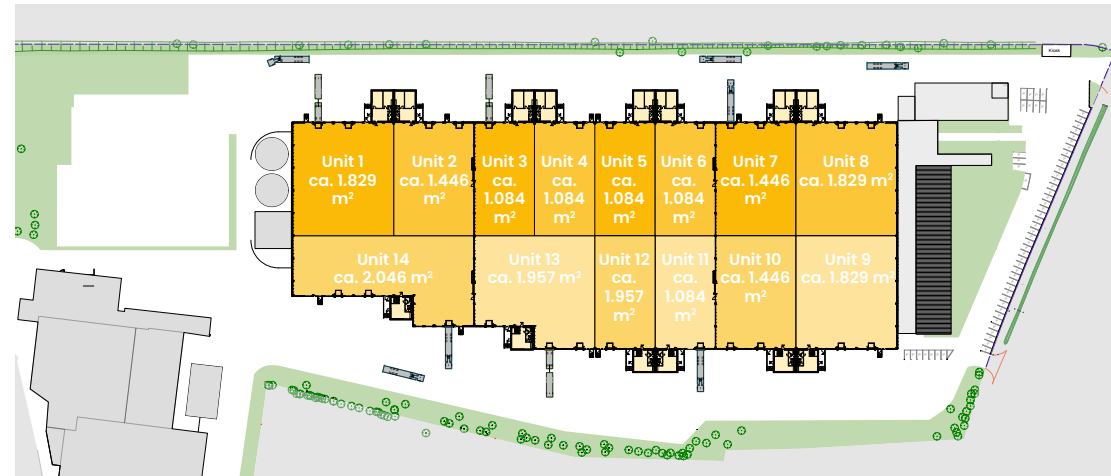 Kiosk
Unit 1
ca. 1.829
m²
Unit 2
ca. 1.446
m²
Unit 3
ca.
1.084
m²
Unit 4
ca.
1.084
m²
Unit 5
ca.
1.084
m²
Unit 6
ca.
1.084
m²
Unit 7
ca. 1.446
m²
Unit 8
ca. 1.829 m²
Unit 14
ca. 2.046 m²
Unit 13
ca. 1.957 m²
Unit 12
ca.
1.957
m²
Unit 11
ca.
1.084
m²
Unit 10
ca. 1.446
m²
Unit 9
ca. 1.829 m²